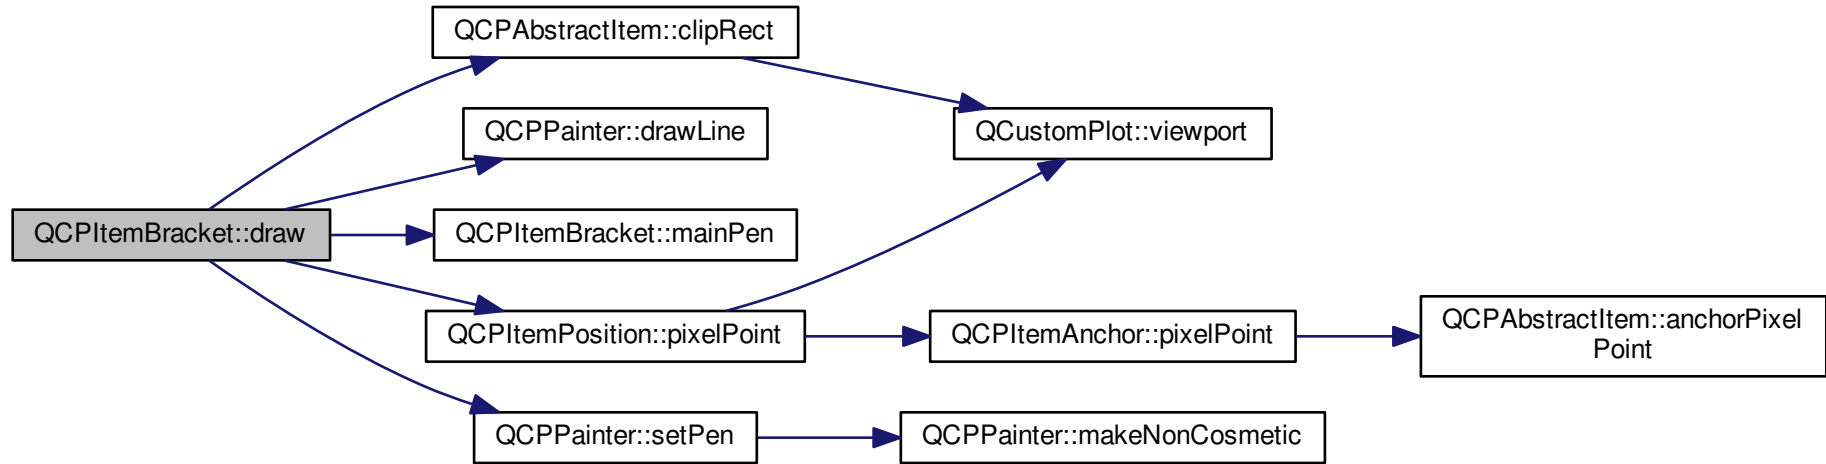 QCPAbstractItem::clipRect
QCPPainter::drawLine
QCustomPlot::viewport
QCPItemBracket::draw
QCPItemBracket::mainPen
QCPItemPosition::pixelPoint
QCPItemAnchor::pixelPoint
QCPAbstractItem::anchorPixel
Point
QCPPainter::setPen
QCPPainter::makeNonCosmetic